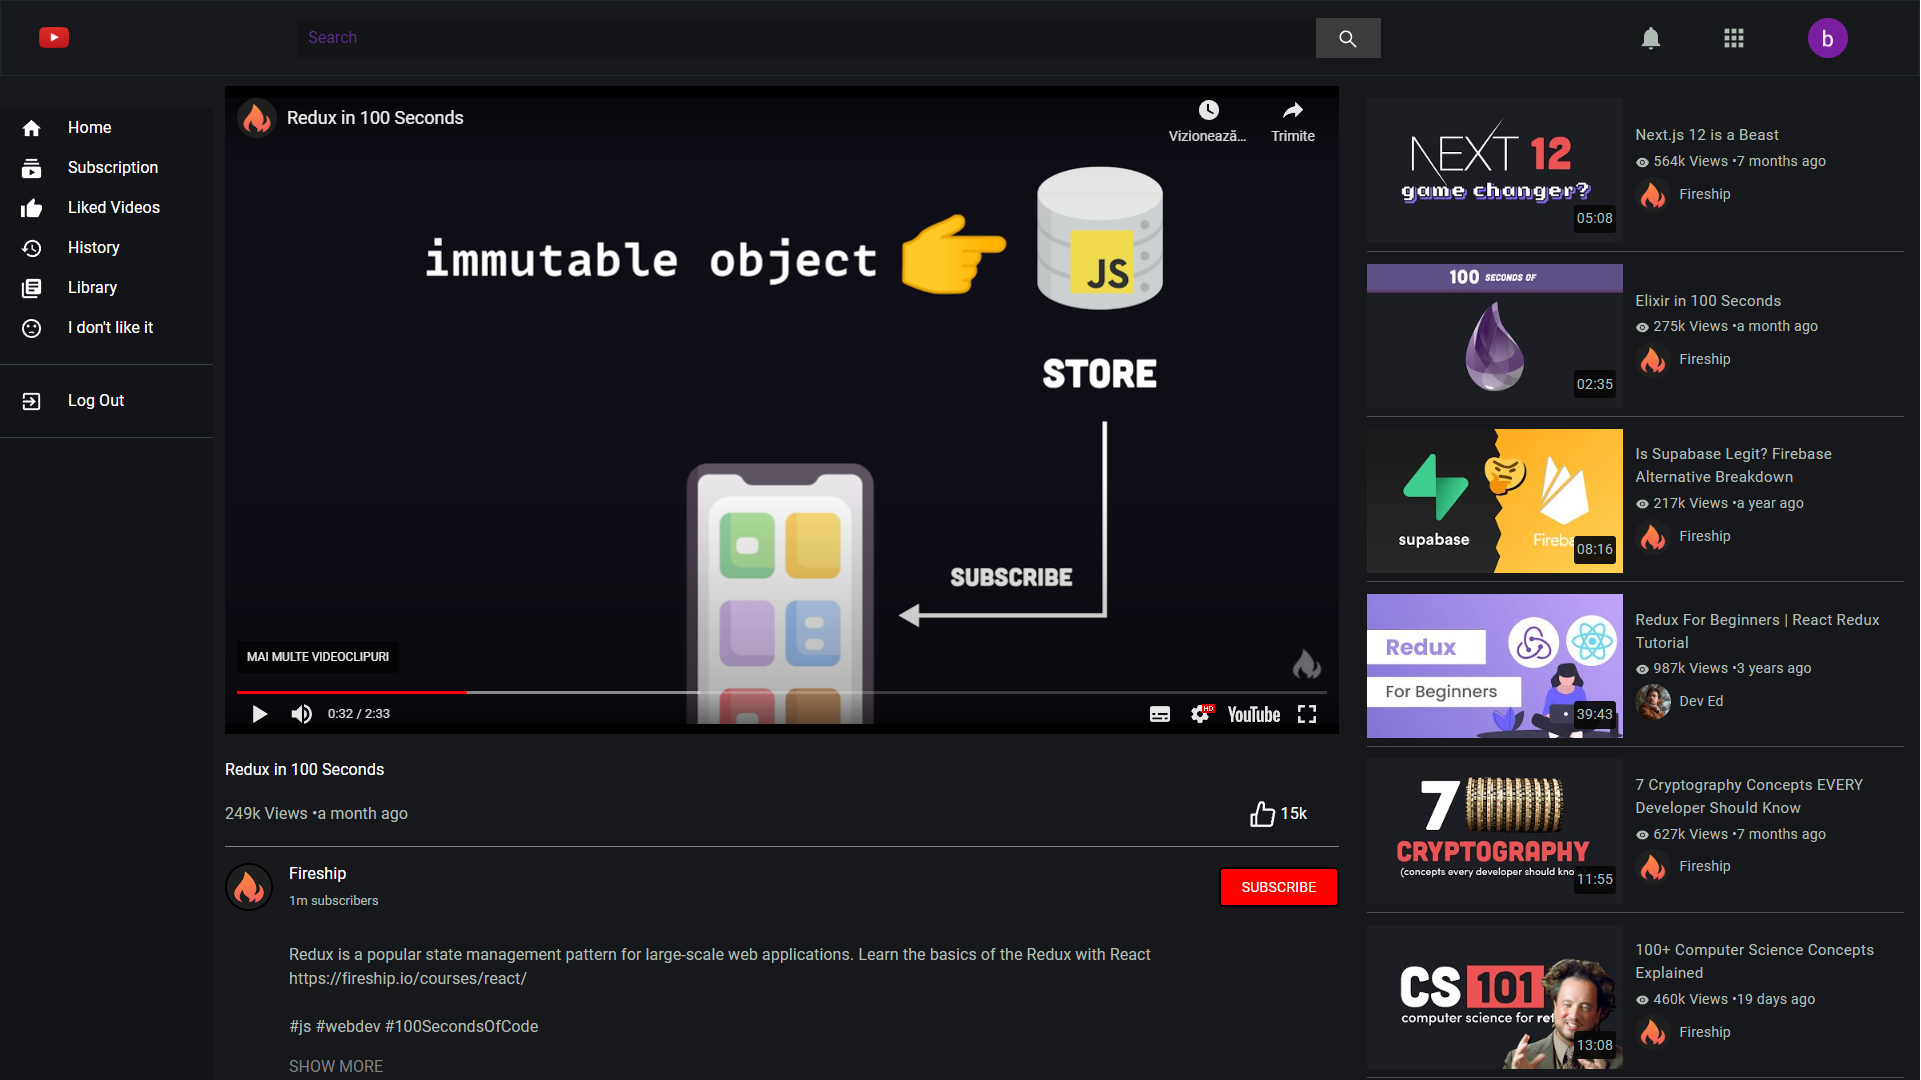 Search
b
Home
Subscription
Liked Videos
History
Library
I don't like it
Log Out
Redux in 100 Seconds
Vizionează...
Trimite
immutable object
JS
STORE
SUBSCRIBE
MAI MULTE VIDEOCLIPURI
0:32 / 2:33
HD
YouTube
Redux in 100 Seconds
249k Views •a month ago
15k
Fireship
1m subscribers
SUBSCRIBE
Redux is a popular state management pattern for large-scale web applications. Learn the basics of the Redux with React
https://fireship.io/courses/react/
#js #webdev #100SecondsOfCode
SHOW MORE
NEXT 12
game changer?
05:08
Next.js 12 is a Beast
564k Views •7 months ago
Fireship
100 SECONDS OF
02:35
Elixir in 100 Seconds
275k Views •a month ago
Fireship
supabase
Fireba
08:16
Is Supabase Legit? Firebase
Alternative Breakdown
217k Views •a year ago
Fireship
Redux
For Beginners
39:43
Redux For Beginners | React Redux
Tutorial
987k Views •3 years ago
Dev Ed
7
CRYPTOGRAPHY
(concepts every developer should kno
11:55
7 Cryptography Concepts EVERY
Developer Should Know
627k Views •7 months ago
Fireship
CS 101
computer science for ret
13:08
100+ Computer Science Concepts
Explained
460k Views •19 days ago
Fireship